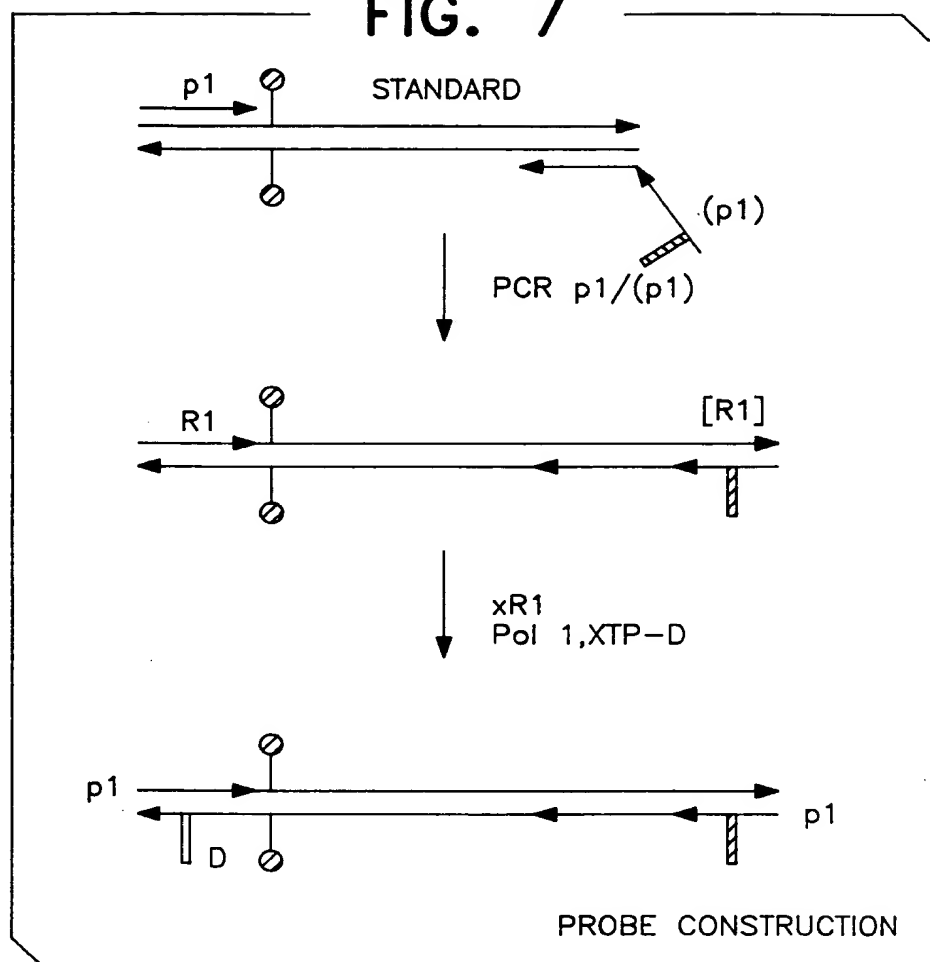 FIG. 7
p1
STANDARD
(p1)
PCR p1/(p1)
R1
[R1]
xR1
Pol 1,XTP-D
p1
p1
D
PROBE CONSTRUCTION